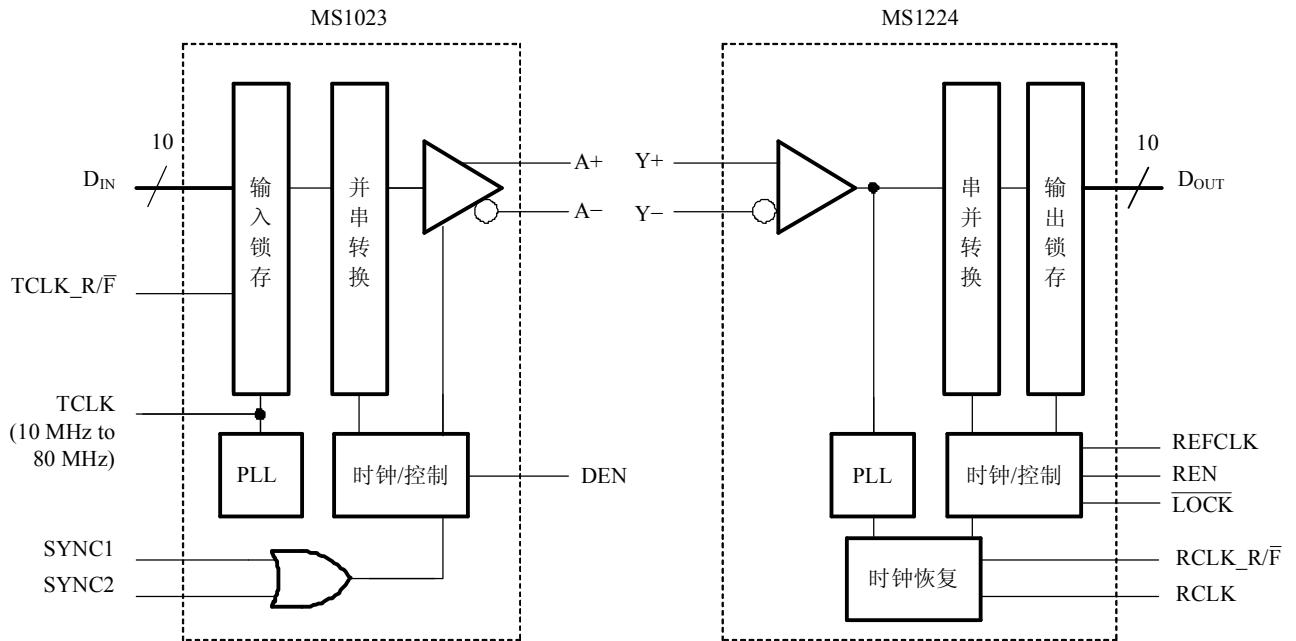 MS1023
MS1224
10
D_IN
输入锁存
并串转换
TCLK_R/F̅
TCLK
(10 MHz to
80 MHz)
PLL
时钟/控制
DEN
SYNC1
SYNC2
A+
A−
Y+
Y−
串并转换
输出锁存
10
D_OUT
PLL
时钟/控制
REFCLK
REN
L̅O̅C̅K̅
时钟恢复
RCLK_R/F̅
RCLK